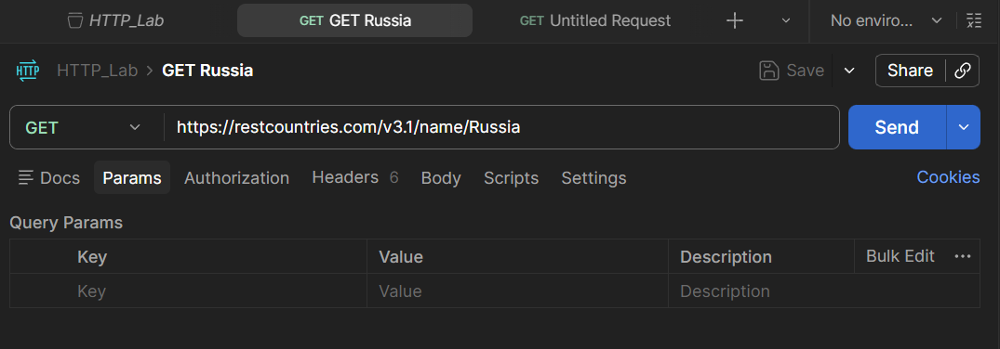 HTTP_Lab GET GET Russia GET Untitled Request No enviro...
HTTP HTTP_Lab > GET Russia Save Share
GET https://restcountries.com/v3.1/name/Russia Send
Docs Params Authorization Headers 6 Body Scripts Settings Cookies
Query Params
Key Value Description Bulk Edit
Key Value Description